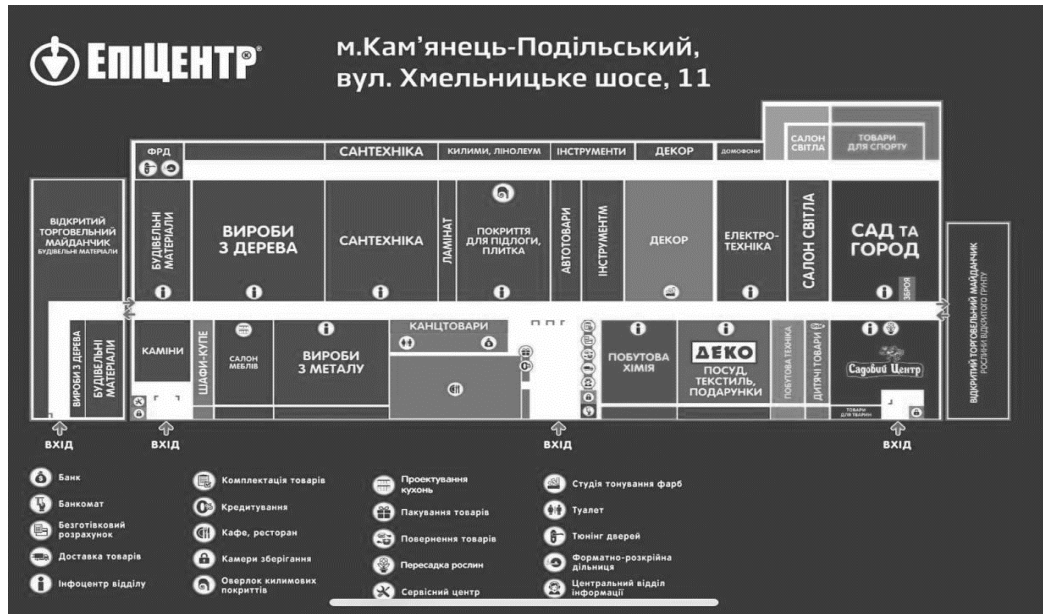 ЕПІЦЕНТР®
м.Кам’янець-Подільський,
вул. Хмельницьке шосе, 11
ФРД
САНТЕХНІКА
КИЛИМИ, ЛІНОЛЕУМ
ІНСТРУМЕНТИ
ДЕКОР
ДОМОФОНИ
САЛОН
СВІТЛА
ТОВАРИ
ДЛЯ СПОРТУ
ВІДКРИТИЙ
ТОРГОВЕЛЬНИЙ
МАЙДАНЧИК
БУДІВЕЛЬНІ МАТЕРІАЛИ
БУДІВЕЛЬНІ
МАТЕРІАЛИ
ВИРОБИ
З ДЕРЕВА
САНТЕХНІКА
ЛАМІНАТ
ПОКРИТТЯ
ДЛЯ ПІДЛОГИ,
ПЛИТКА
АВТОТОВАРИ
ІНСТРУМЕНТМ
ДЕКОР
ЕЛЕКТРО-
ТЕХНІКА
САЛОН СВІТЛА
САД ТА
ГОРОД
ЗБРОЯ
ВІДКРИТИЙ ТОРГОВЕЛЬНИЙ МАЙДАНЧИК
РОСЛИНИ ВІДКРИТОГО ГРУНТУ
ВИРОБИ З ДЕРЕВА
БУДІВЕЛЬНІ
МАТЕРІАЛИ
КАМІНИ
ШАФИ-КУПЕ
САЛОН
МЕБЛІВ
ВИРОБИ
З МЕТАЛУ
КАНЦТОВАРИ
ПОБУТОВА
ХІМІЯ
ДЕКО
ПОСУД,
ТЕКСТИЛЬ,
ПОДАРУНКИ
ПОБУТОВА ТЕХНІКА
ДИТЯЧІ ТОВАРИ
Садовий Центр
ТОВАРИ
ДЛЯ ТВАРИН
ВХІД
ВХІД
ВХІД
ВХІД
Банк
Банкомат
Безготівковий
розрахунок
Доставка товарів
Інфоцентр відділу
Комплектація товарів
Кредитування
Кафе, ресторан
Камери зберігання
Оверлок килимових
покриттів
Проектування
кухонь
Пакування товарів
Повернення товарів
Пересадка рослин
Сервісний центр
Студія тонування фарб
Туалет
Тюнінг дверей
Форматно-розкрійна
дільниця
Центральний відділ
інформації